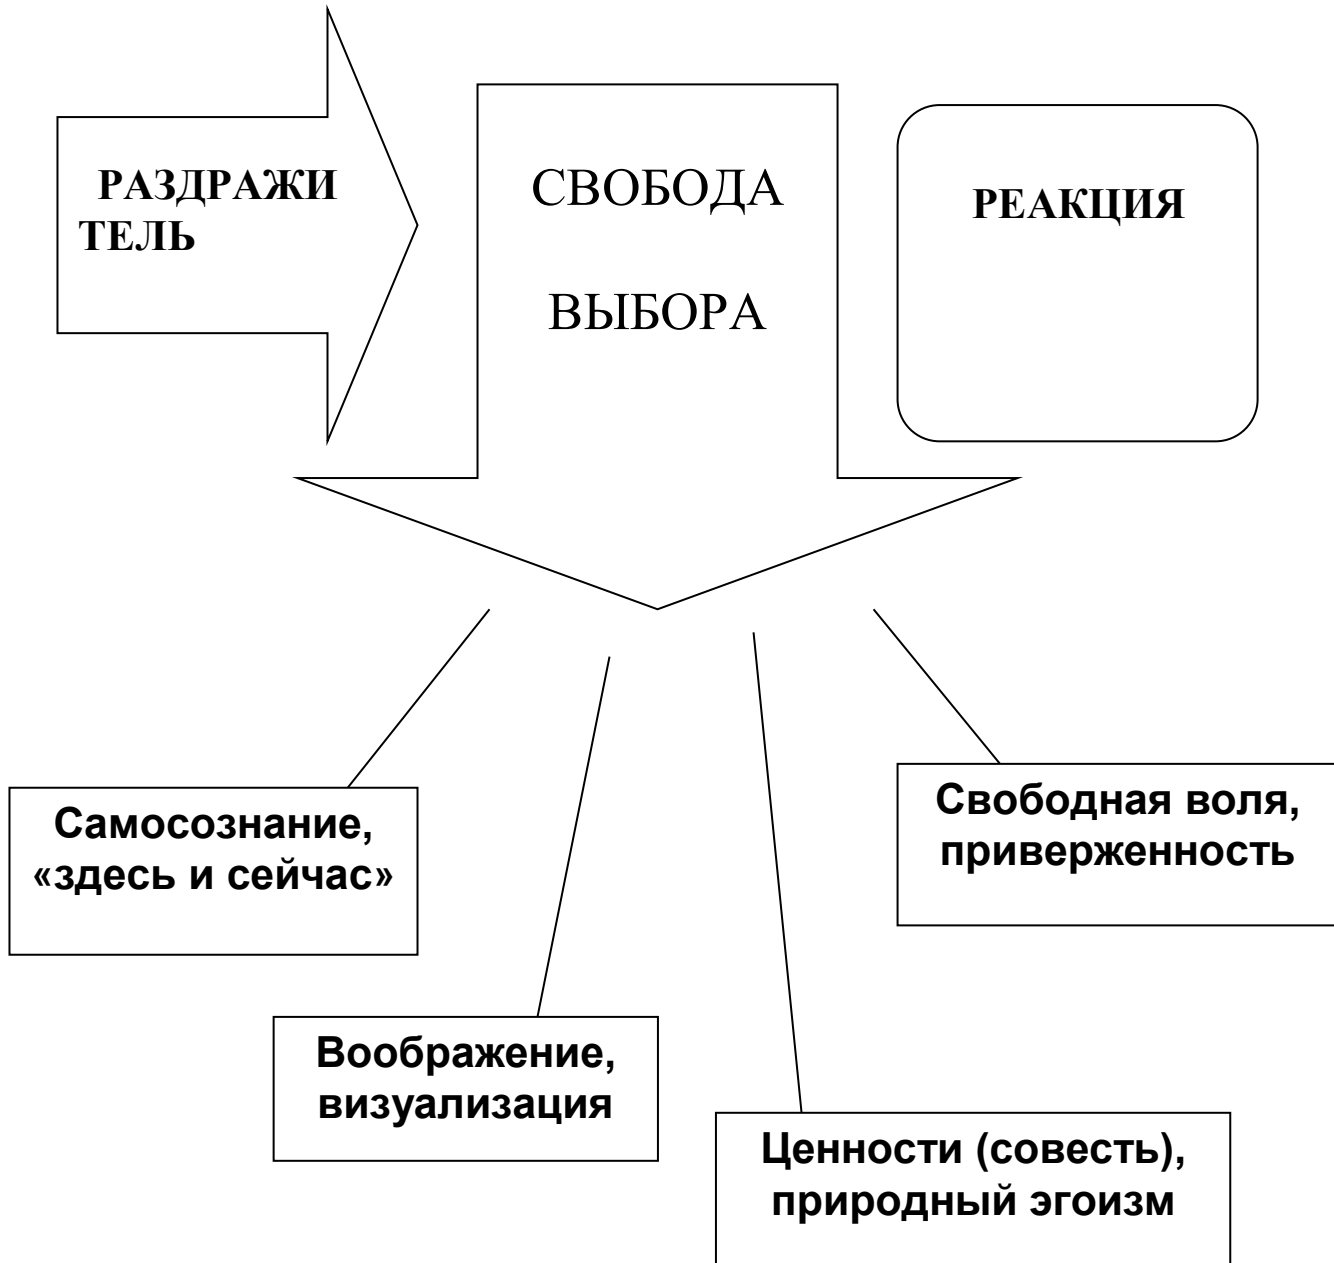 РАЗДРАЖИ
ТЕЛЬ
СВОБОДА
ВЫБОРА
РЕАКЦИЯ
Самосознание,
«здесь и сейчас»
Воображение,
визуализация
Ценности (совесть),
природный эгоизм
Свободная воля,
приверженность